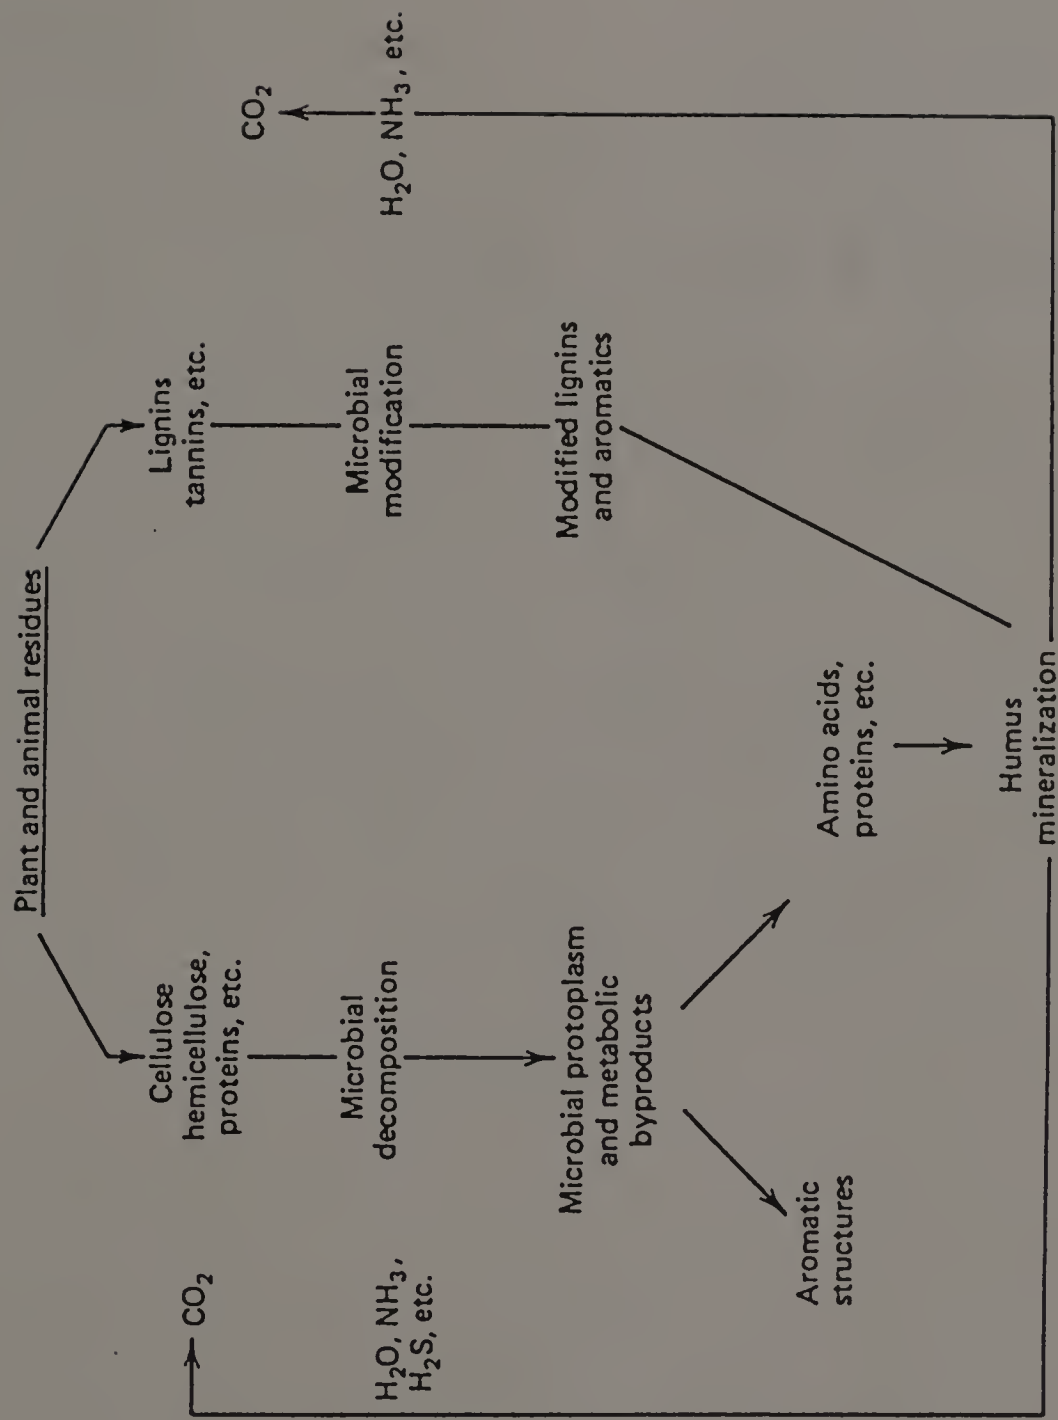 Plant and animal residues
CO₂
H₂O, NH₃,
H₂S, etc.
Cellulose
hemicellulose,
proteins, etc.
Microbial
decomposition
Microbial protoplasm
and metabolic
byproducts
Aromatic
structures
Amino acids,
proteins, etc.
Lignins
tannins, etc.
Microbial
modification
Modified lignins
and aromatics
CO₂
H₂O, NH₃, etc.
Humus
mineralization